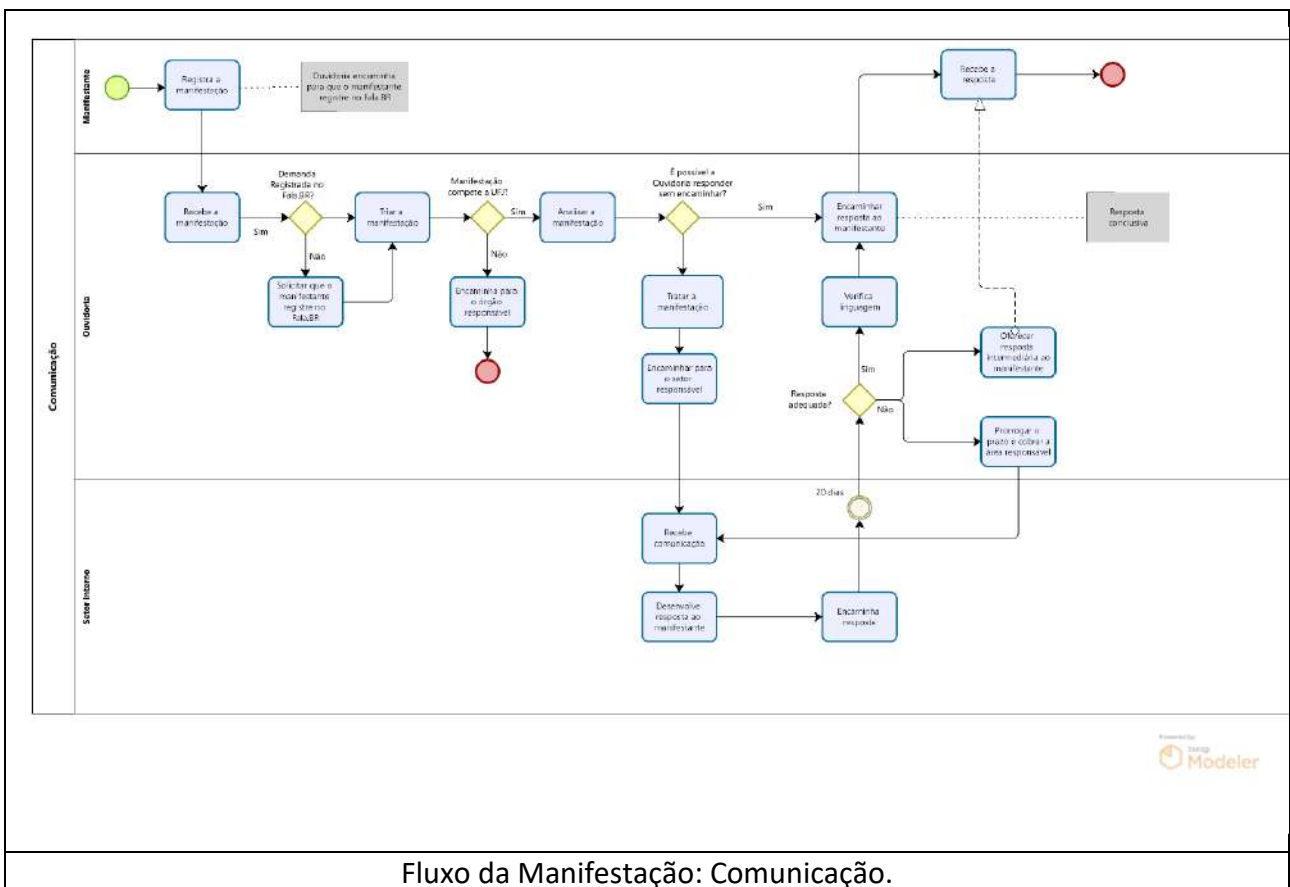 Comunicação
Manifestante
Registra a
manifestação
Ouvidoria encaminha
para que o manifestante
registre no Fala.BR
Recebe a
resposta
Ouvidoria
Recebe a
manifestação
Demanda
Registrada no
Fala.BR?
Sim
Não
Solicitar que o
manifestante
registre no
Fala.BR
Triar a
manifestação
Manifestação
compete a UFJ?
Sim
Não
Encaminha para
o órgão
responsável
Analisar a
manifestação
É possível a
Ouvidoria responder
sem encaminhar?
Sim
Tratar a
manifestação
Encaminhar para
o setor
responsável
Encaminhar
resposta ao
manifestante
Resposta
conclusiva
Verifica
linguagem
Sim
Resposta
adequada?
Não
Oferecer
resposta
intermediária ao
manifestante
Prorrogar o
prazo e cobrar a
área responsável
Setor Interno
20 dias
Recebe
comunicação
Desenvolve
resposta ao
manifestante
Encaminha
resposta
Powered by
bizagi
Modeler
Fluxo da Manifestação: Comunicação.